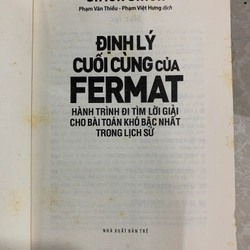 Phạm Văn Thiều - Phạm Việt Hưng dịch
ĐỊNH LÝ
CUỐI CÙNG CỦA
FERMAT
HÀNH TRÌNH ĐI TÌM LỜI GIẢI
CHO BÀI TOÁN KHÓ BẬC NHẤT
TRONG LỊCH SỬ
NHÀ XUẤT BẢN TRẺ